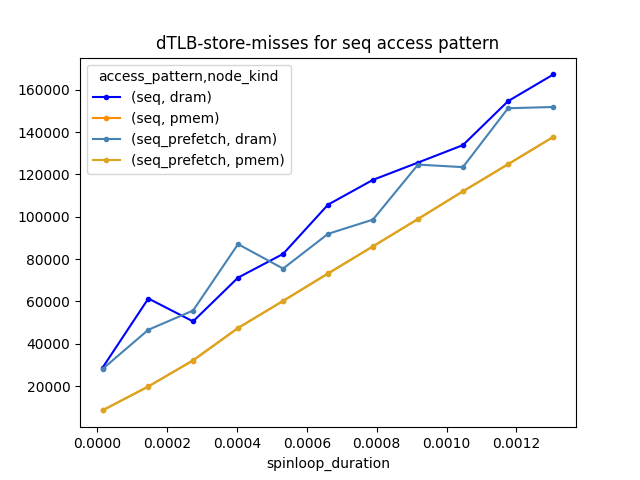 dTLB-store-misses for seq access pattern
access_pattern,node_kind
(seq, dram)
(seq, pmem)
(seq_prefetch, dram)
(seq_prefetch, pmem)
160000
140000
120000
100000
80000
60000
40000
20000
0.0000 0.0002 0.0004 0.0006 0.0008 0.0010 0.0012
spinloop_duration